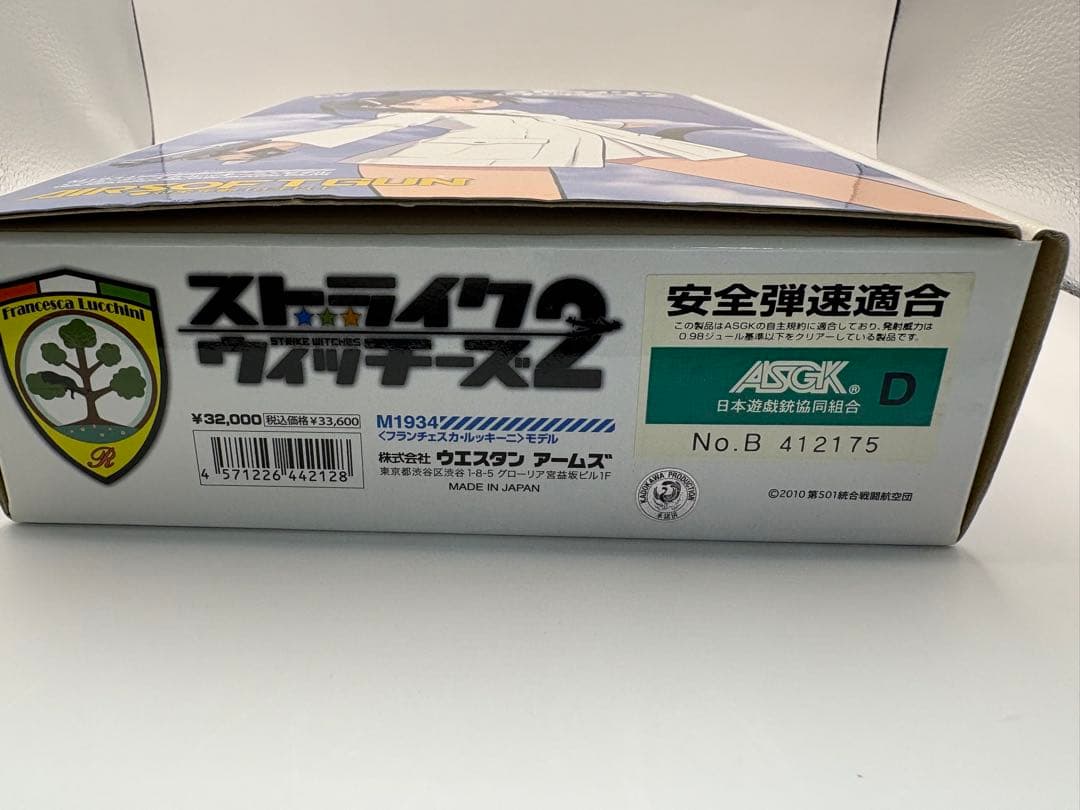 AIRSOFT GUN
Francesca Lucchini
R
ストライク
STRIKE WITCHES
ウィッチーズ2
¥32,000 税込価格¥33,600
4 571226 442128
M1934
〈フランチェスカ・ルッキーニ〉モデル
株式会社 ウエスタン アームズ
東京都渋谷区渋谷1-8-5 グローリア宮益坂ビル1F
MADE IN JAPAN
安全弾速適合
この製品はASGKの自主規約に適合しており、発射威力は
0.98ジュール基準以下をクリアーしている製品です。
ASGK® D
日本遊戯銃協同組合
No.B 412175
KADOKAWA PRODUCTION
©2010 第501統合戦闘航空団